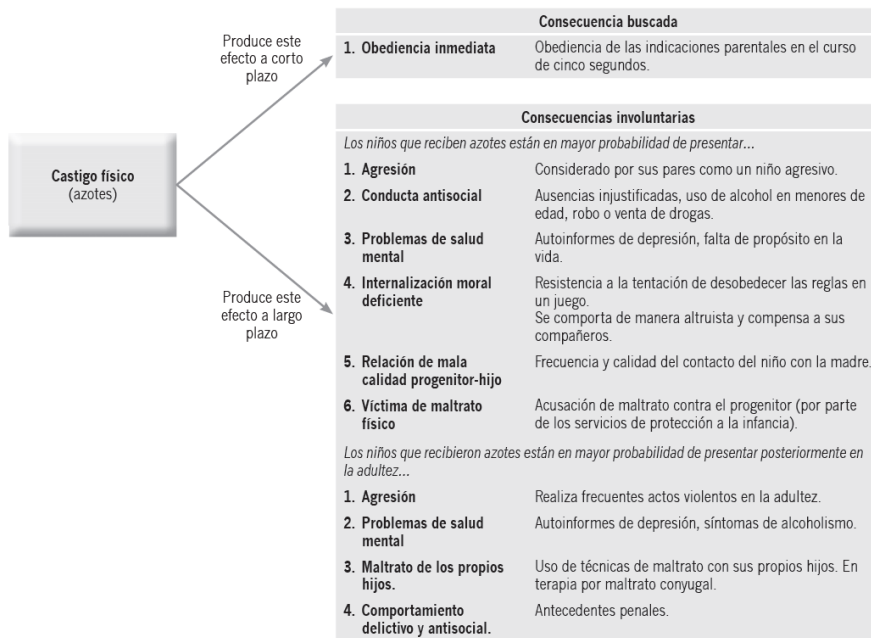 Produce este
efecto a corto
plazo
Castigo físico
(azotes)
Produce este
efecto a largo
plazo
Consecuencia buscada
1. Obediencia inmediata Obediencia de las indicaciones parentales en el curso
de cinco segundos.
Consecuencias involuntarias
Los niños que reciben azotes están en mayor probabilidad de presentar...
1. Agresión Considerado por sus pares como un niño agresivo.
2. Conducta antisocial Ausencias injustificadas, uso de alcohol en menores de
edad, robo o venta de drogas.
3. Problemas de salud Autoinformes de depresión, falta de propósito en la
mental vida.
4. Internalización moral Resistencia a la tentación de desobedecer las reglas en
deficiente un juego.
Se comporta de manera altruista y compensa a sus
compañeros.
5. Relación de mala Frecuencia y calidad del contacto del niño con la madre.
calidad progenitor-hijo
6. Víctima de maltrato Acusación de maltrato contra el progenitor (por parte
físico de los servicios de protección a la infancia).
Los niños que recibieron azotes están en mayor probabilidad de presentar posteriormente en
la adultez...
1. Agresión Realiza frecuentes actos violentos en la adultez.
2. Problemas de salud Autoinformes de depresión, síntomas de alcoholismo.
mental
3. Maltrato de los propios Uso de técnicas de maltrato con sus propios hijos. En
hijos. terapia por maltrato conyugal.
4. Comportamiento Antecedentes penales.
delictivo y antisocial.